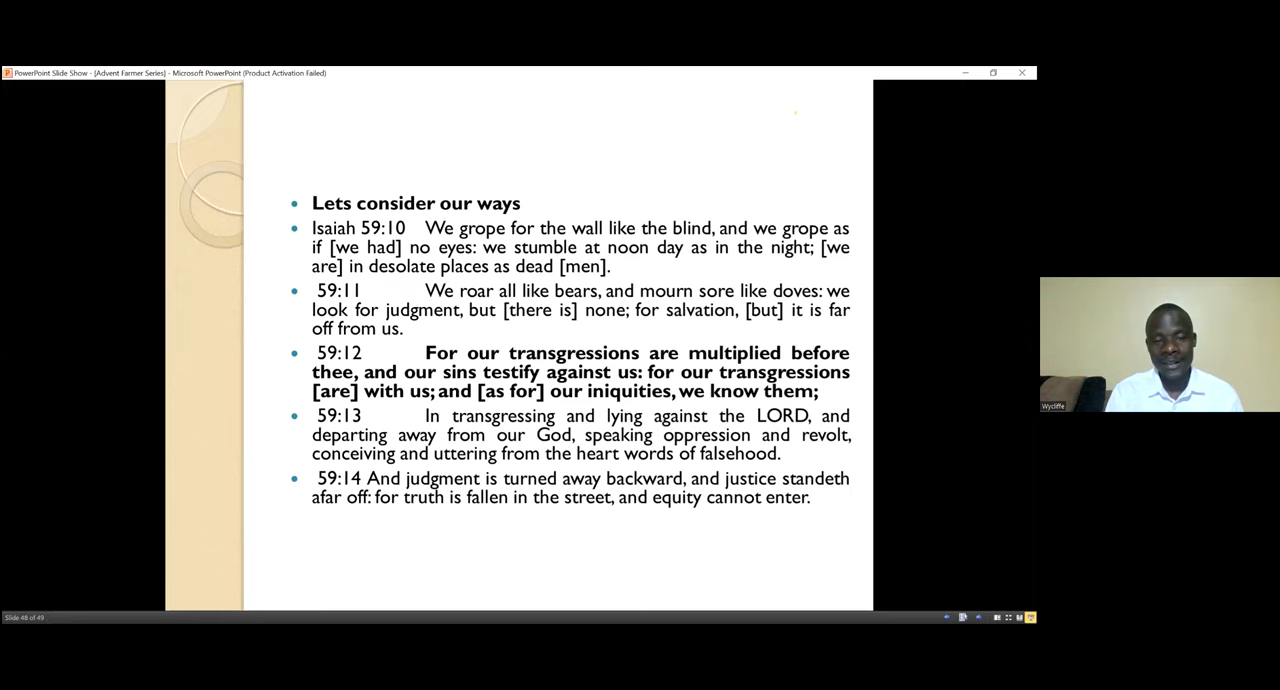 PowerPoint Slide Show - [Advent Farmer Series] - Microsoft PowerPoint (Product Activation Failed)
• Lets consider our ways
• Isaiah 59:10 We grope for the wall like the blind, and we grope as
if [we had] no eyes: we stumble at noon day as in the night; [we
are] in desolate places as dead [men].
• 59:11 We roar all like bears, and mourn sore like doves: we
look for judgment, but [there is] none; for salvation, [but] it is far
off from us.
• 59:12 For our transgressions are multiplied before
thee, and our sins testify against us: for our transgressions
[are] with us; and [as for] our iniquities, we know them;
• 59:13 In transgressing and lying against the LORD, and
departing away from our God, speaking oppression and revolt,
conceiving and uttering from the heart words of falsehood.
• 59:14 And judgment is turned away backward, and justice standeth
afar off: for truth is fallen in the street, and equity cannot enter.
Wycliffe
Slide 48 of 49